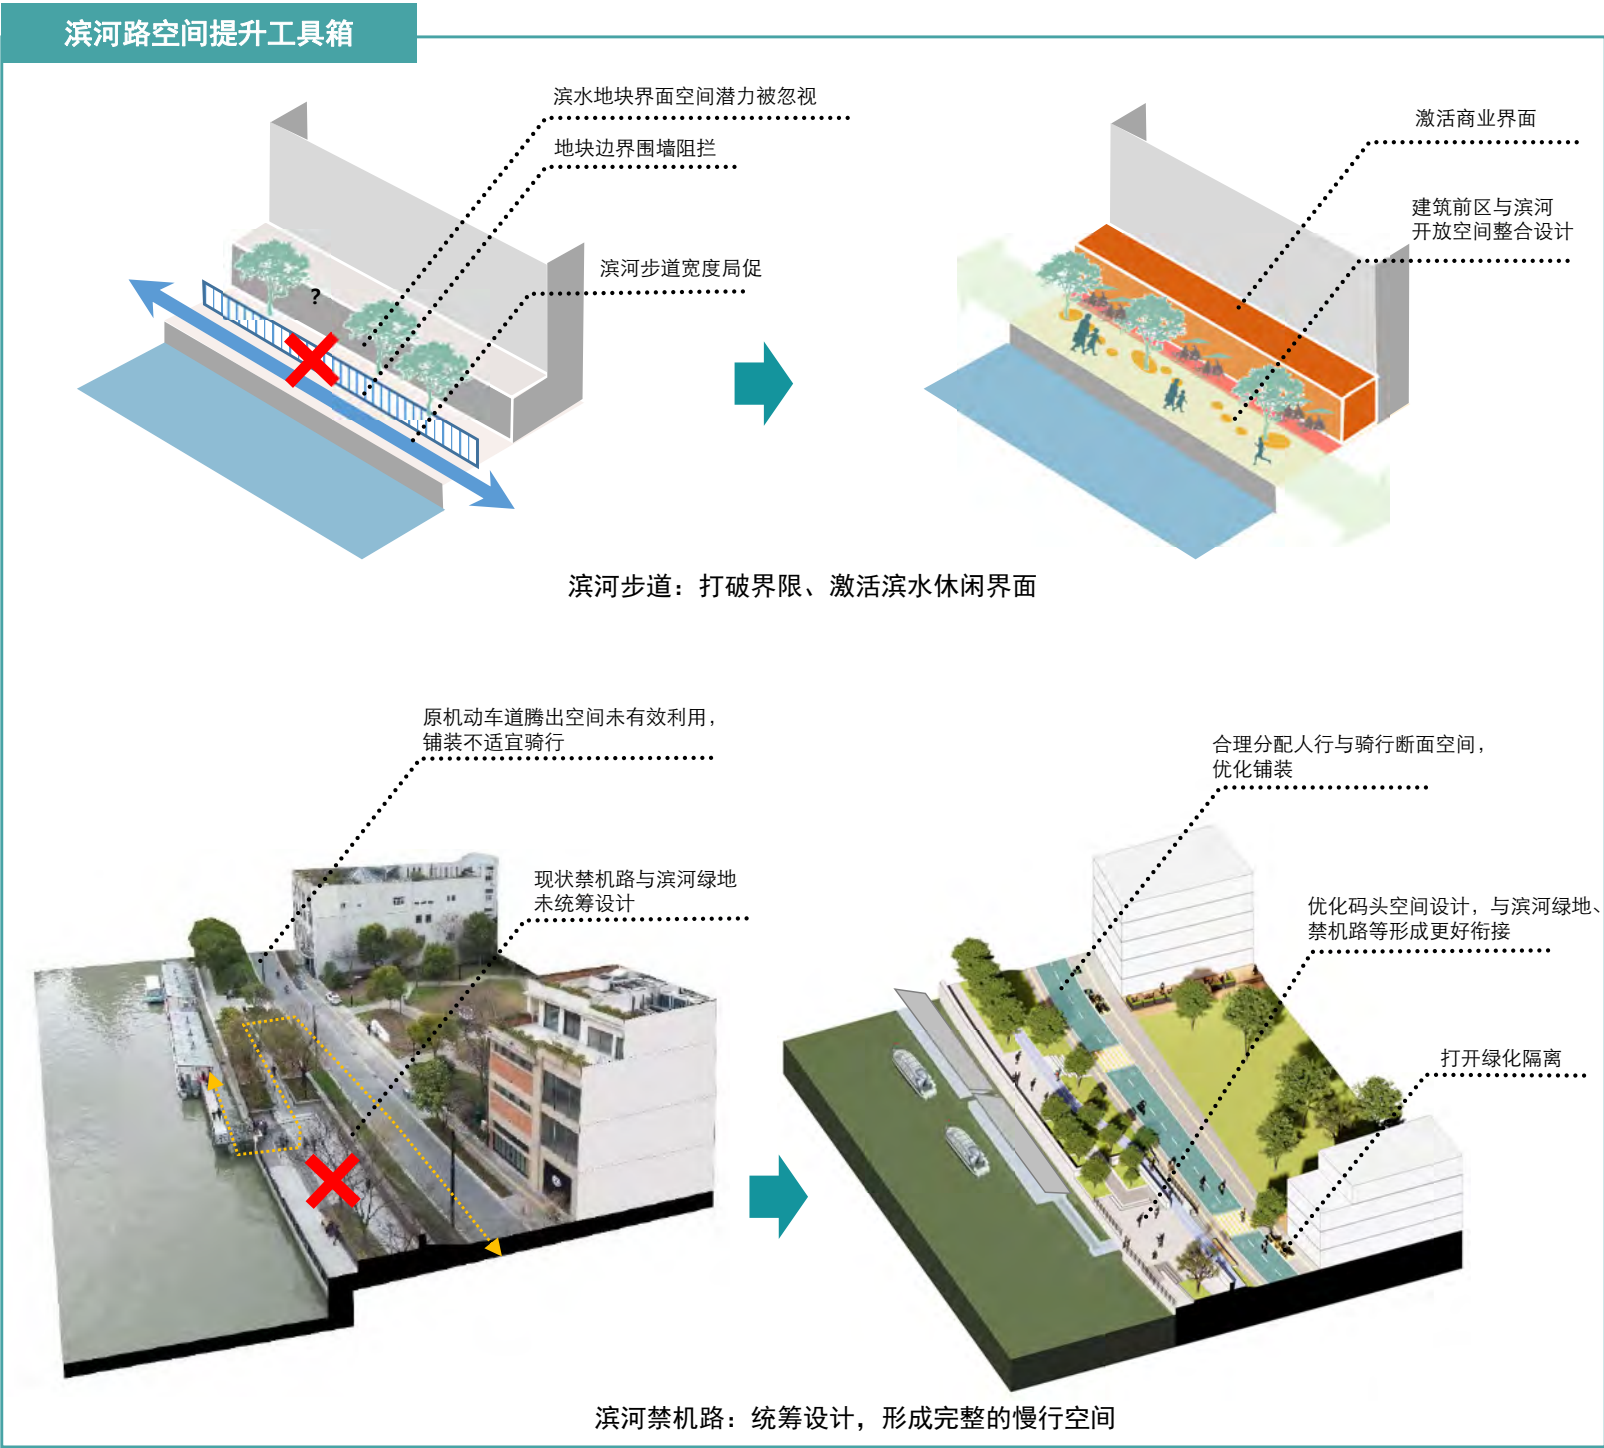 滨河路空间提升工具箱
滨水地块界面空间潜力被忽视
地块边界围墙阻拦
滨河步道宽度局促
?
激活商业界面
建筑前区与滨河
开放空间整合设计
滨河步道：打破界限、激活滨水休闲界面
原机动车道腾出空间未有效利用，
铺装不适宜骑行
现状禁机路与滨河绿地
未统筹设计
合理分配人行与骑行断面空间，
优化铺装
优化码头空间设计，与滨河绿地、
禁机路等形成更好衔接
打开绿化隔离
滨河禁机路：统筹设计，形成完整的慢行空间